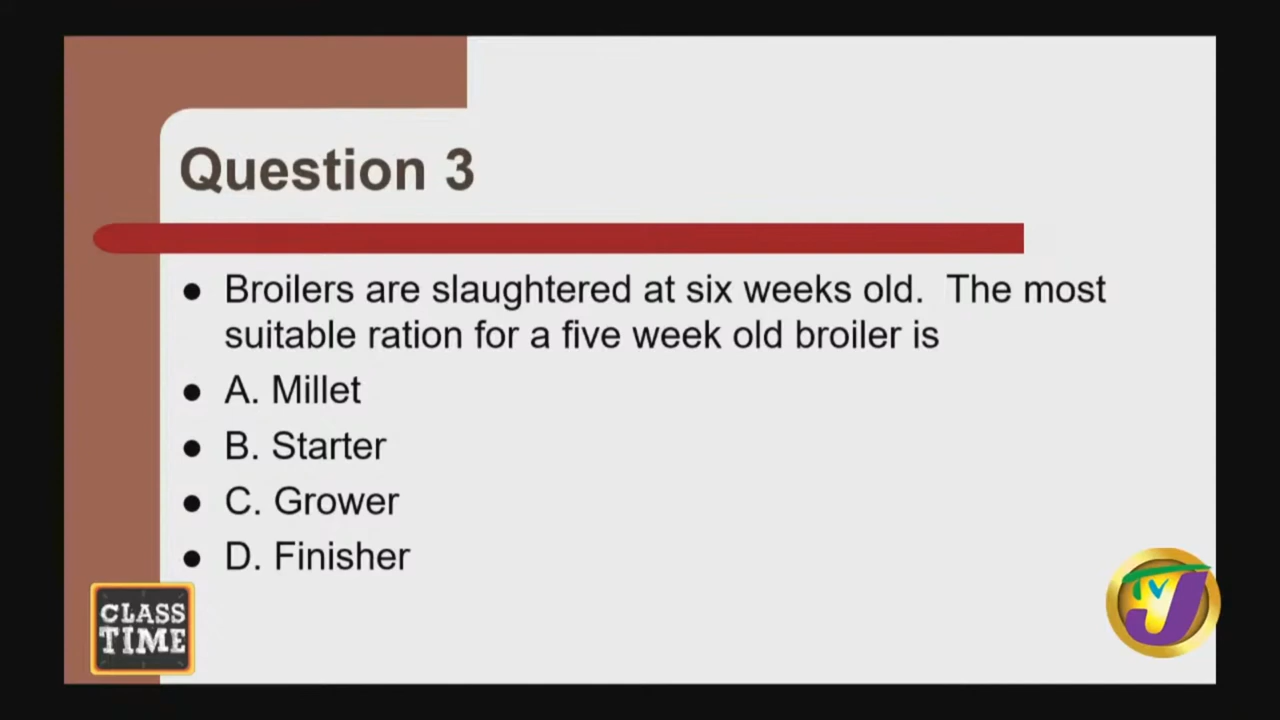 Question 3
● Broilers are slaughtered at six weeks old. The most
suitable ration for a five week old broiler is
● A. Millet
● B. Starter
● C. Grower
● D. Finisher
CLASS
TIME
TVJ